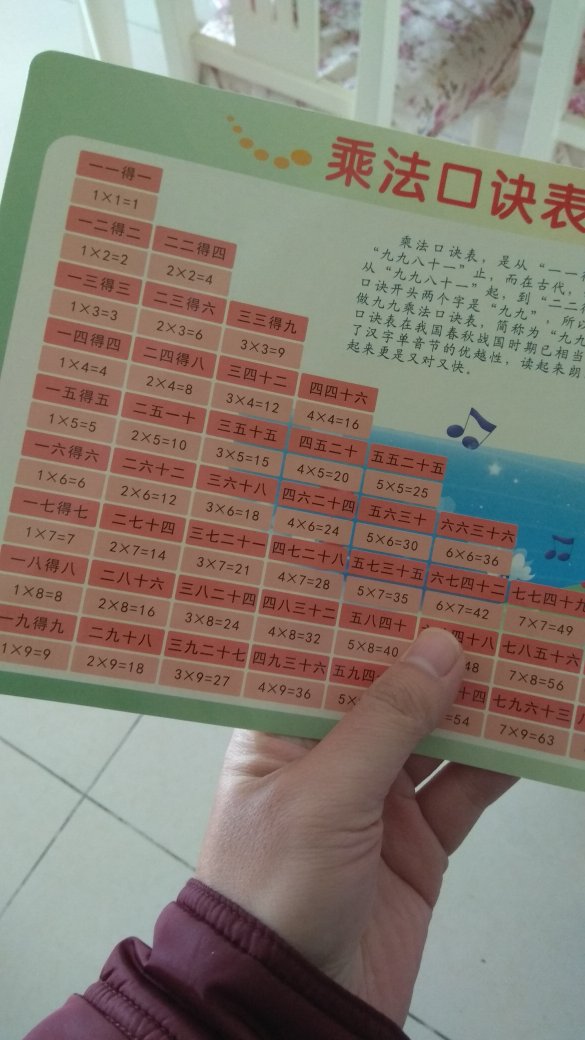 乘法口诀表
乘法口诀表，是从“一一
“九九八十一”止，而在古代，
从“九九八十一”起，到“二二得
口诀开头两个字是“九九”，所
做九九乘法口诀表，简称为“九九
口诀表在我国春秋战国时期已相当
了汉字单音节的优越性，读起来朗
起来更是又对又快。
一一得一
1×1=1
一二得二 二二得四
1×2=2 2×2=4
一三得三 二三得六 三三得九
1×3=3 2×3=6 3×3=9
一四得四 二四得八 三四十二 四四十六
1×4=4 2×4=8 3×4=12 4×4=16
一五得五 二五一十 三五十五 四五二十 五五二十五
1×5=5 2×5=10 3×5=15 4×5=20 5×5=25
一六得六 二六十二 三六十八 四六二十四 五六三十 六六三十六
1×6=6 2×6=12 3×6=18 4×6=24 5×6=30 6×6=36
一七得七 二七十四 三七二十一 四七二十八 五七三十五 六七四十二 七七四十九
1×7=7 2×7=14 3×7=21 4×7=28 5×7=35 6×7=42 7×7=49
一八得八 二八十六 三八二十四 四八三十二 五八四十 四十八 七八五十六
1×8=8 2×8=16 3×8=24 4×8=32 5×8=40 48 7×8=56
一九得九 二九十八 三九二十七 四九三十六 五九四 十四 七九六十三
1×9=9 2×9=18 3×9=27 4×9=36 5× =54 7×9=63